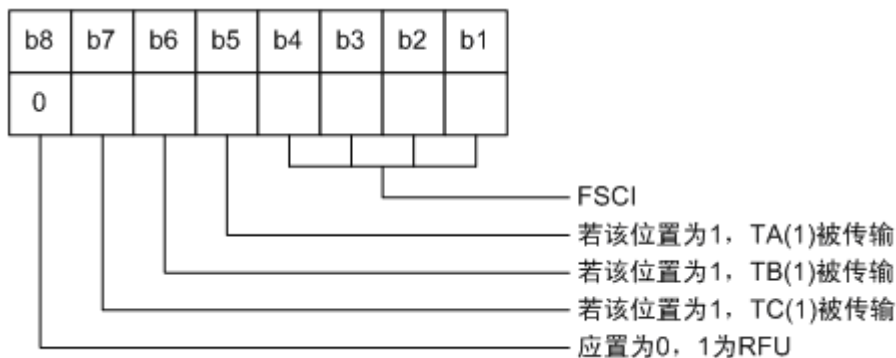 b8 b7 b6 b5 b4 b3 b2 b1
0
FSCI
若该位置为1，TA(1)被传输
若该位置为1，TB(1)被传输
若该位置为1，TC(1)被传输
应置为0，1为RFU